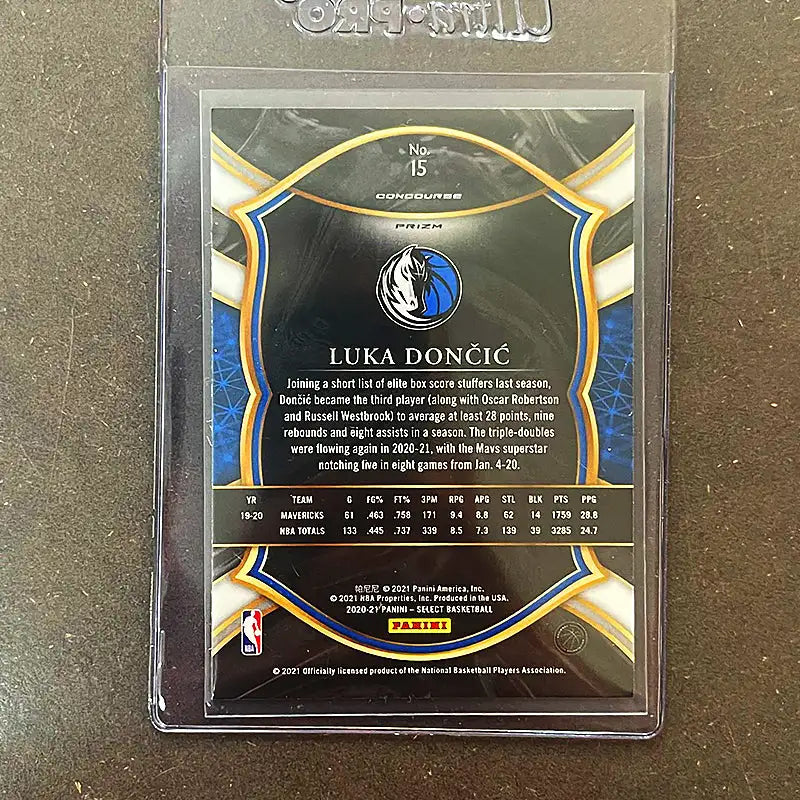 Ultra•PRO
No.
15
CONCOURSE
PRIZM
LUKA DONČIĆ
Joining a short list of elite box score stuffers last season,
Dončić became the third player (along with Oscar Robertson
and Russell Westbrook) to average at least 28 points, nine
rebounds and eight assists in a season. The triple-doubles
were flowing again in 2020-21, with the Mavs superstar
notching five in eight games from Jan. 4-20.
YR TEAM G FG% FT% 3PM RPG APG STL BLK PTS PPG
19-20 MAVERICKS 61 .463 .758 171 9.4 8.8 62 14 1759 28.8
NBA TOTALS 133 .445 .737 339 8.5 7.3 139 39 3285 24.7
帕尼尼 © 2021 Panini America, Inc.
© 2021 NBA Properties, Inc. Produced in the USA.
2020-21 PANINI – SELECT BASKETBALL
PANINI
NBA
© 2021 Officially licensed product of the National Basketball Players Association.